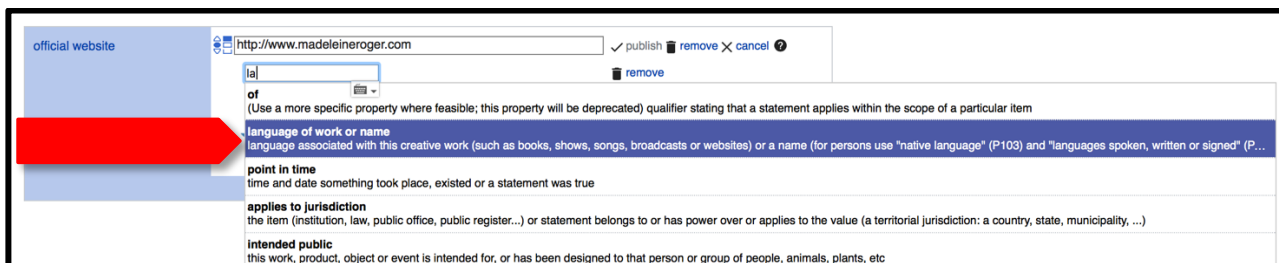 official website
http://www.madeleineroger.com
publish remove cancel
la
remove
of
(Use a more specific property where feasible; this property will be deprecated) qualifier stating that a statement applies within the scope of a particular item
language of work or name
language associated with this creative work (such as books, shows, songs, broadcasts or websites) or a name (for persons use "native language" (P103) and "languages spoken, written or signed" (P...
point in time
time and date something took place, existed or a statement was true
applies to jurisdiction
the item (institution, law, public office, public register...) or statement belongs to or has power over or applies to the value (a territorial jurisdiction: a country, state, municipality, ...)
intended public
this work, product, object or event is intended for, or has been designed to that person or group of people, animals, plants, etc